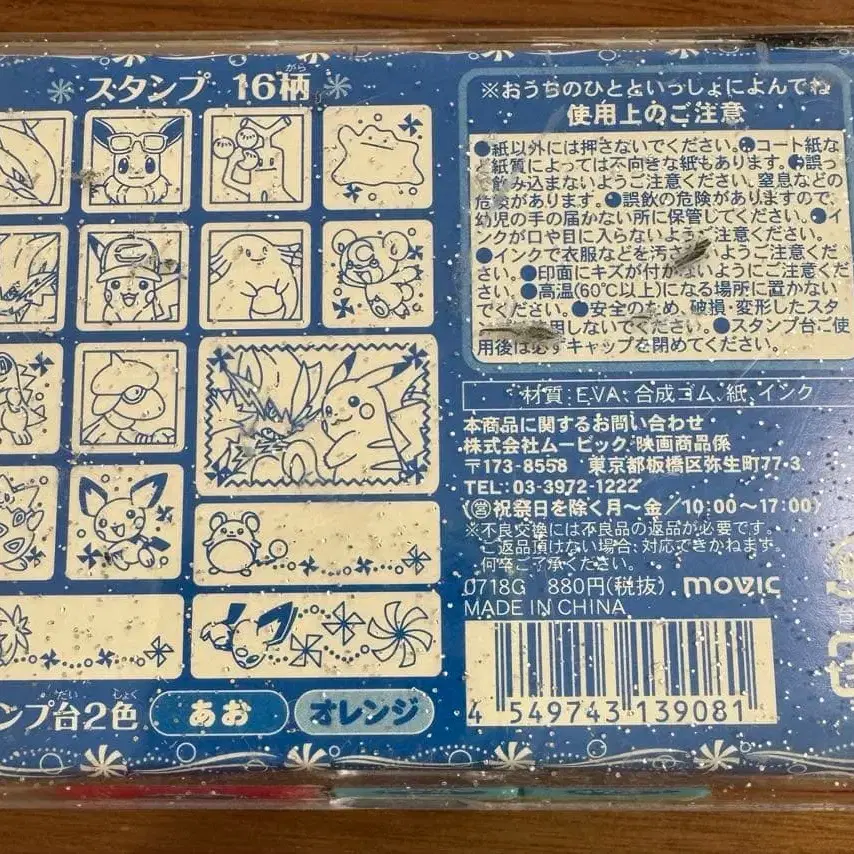 スタンプ 16柄
がら
※おうちのひとといっしょによんでね
使用上のご注意
●紙以外には押さないでください。●コート紙な
ど紙質によっては不向きな紙もあります。●誤っ
て飲み込まないようご注意ください。窒息などの
危険があります。●誤飲の危険がありますので、
幼児の手の届かない所に保管してください。●イ
ンクが口や目に入らないようご注意ください。
●インクで衣服などを汚さないようご注意くださ
い。●印面にキズが付かないようにご注意くださ
い。●高温(60℃以上)になる場所に置かない
でください。●安全のため、破損・変形したスタ
用しないでください。●スタンプ台ご使
用後は必ずキャップを閉めてください。
材質:EVA、合成ゴム、紙、インク
本商品に関するお問い合わせ
株式会社ムービック 映画商品係
〒173-8558 東京都板橋区弥生町77-3
TEL:03-3972-1222
(営祝祭日を除く月〜金/10:00〜17:00)
※不良交換には不良品の返品が必要です。
ご返品頂けない場合、対応できかねます。
何卒ご了承ください。
0718G 880円(税抜) movic
MADE IN CHINA
4 549743 139081
ンプ台2色 あお オレンジ
だい しょく